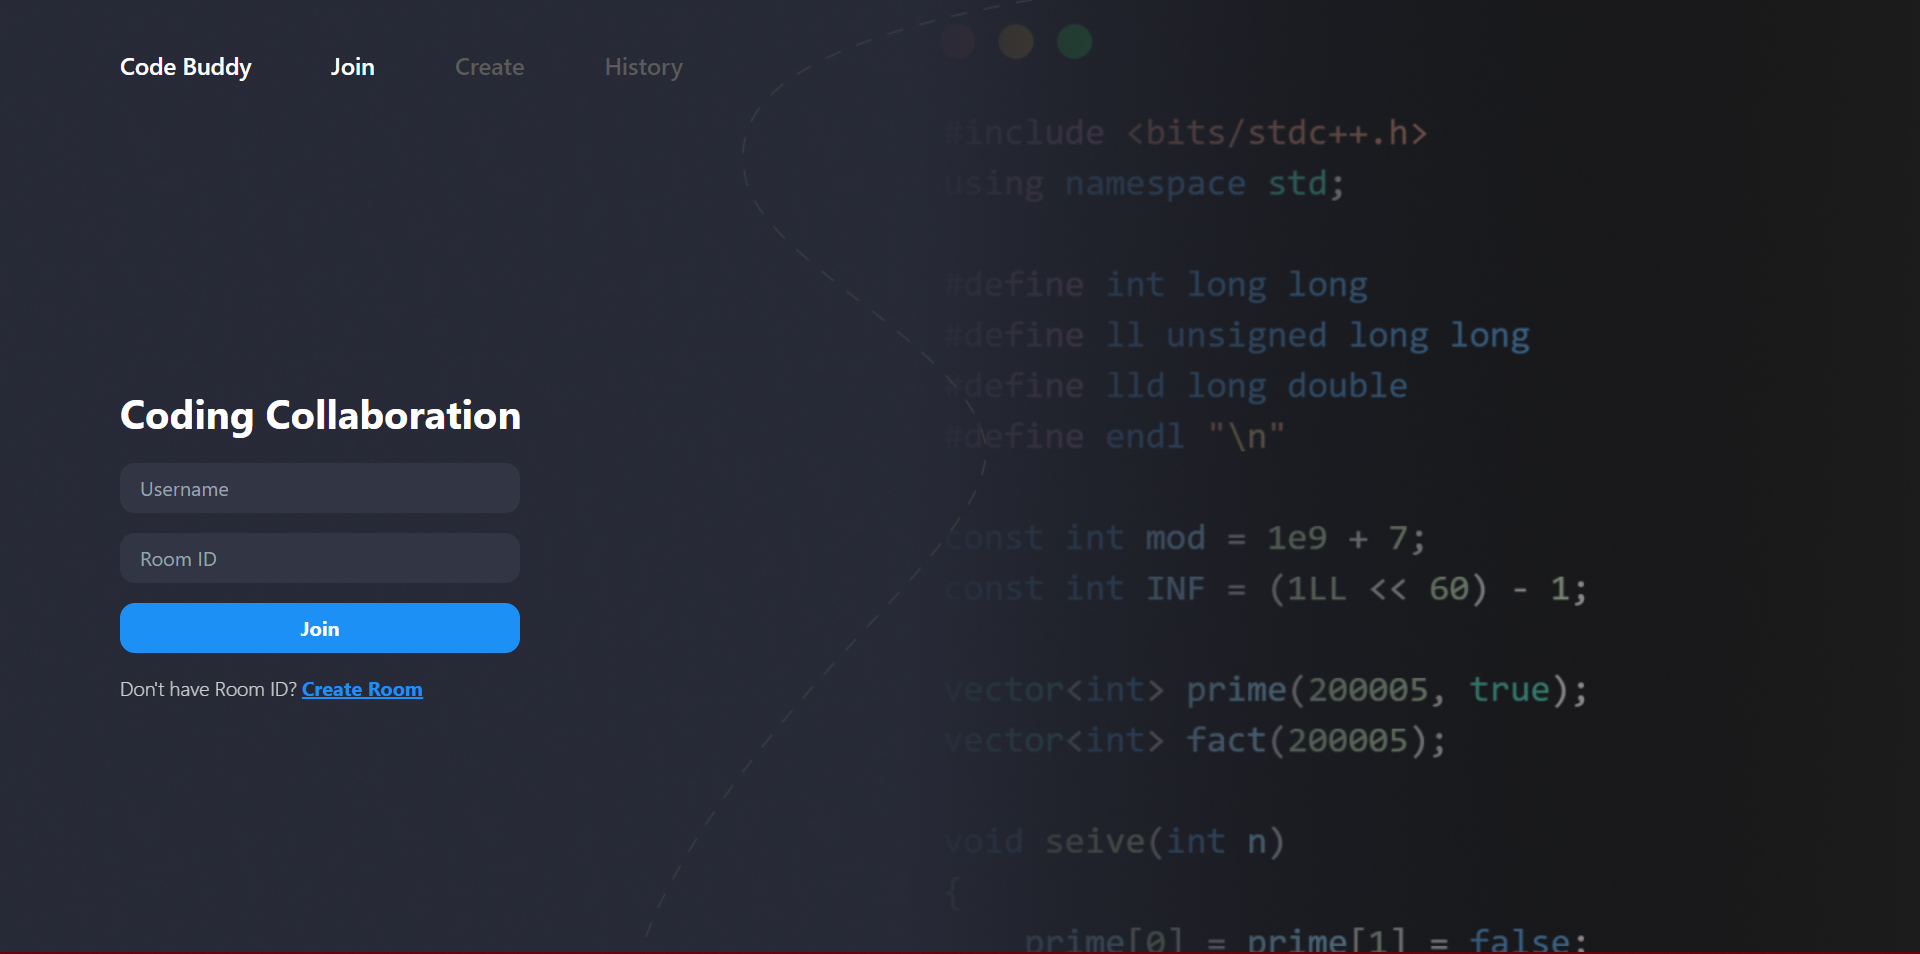 Code Buddy Join Create History
Coding Collaboration
Username
Room ID
Join
Don't have Room ID? Create Room
#include <bits/stdc++.h>
using namespace std;
#define int long long
#define ll unsigned long long
#define lld long double
#define endl "\n"
const int mod = 1e9 + 7;
const int INF = (1LL << 60) - 1;
vector<int> prime(200005, true);
vector<int> fact(200005);
void seive(int n)
{
prime[0] = prime[1] = false;